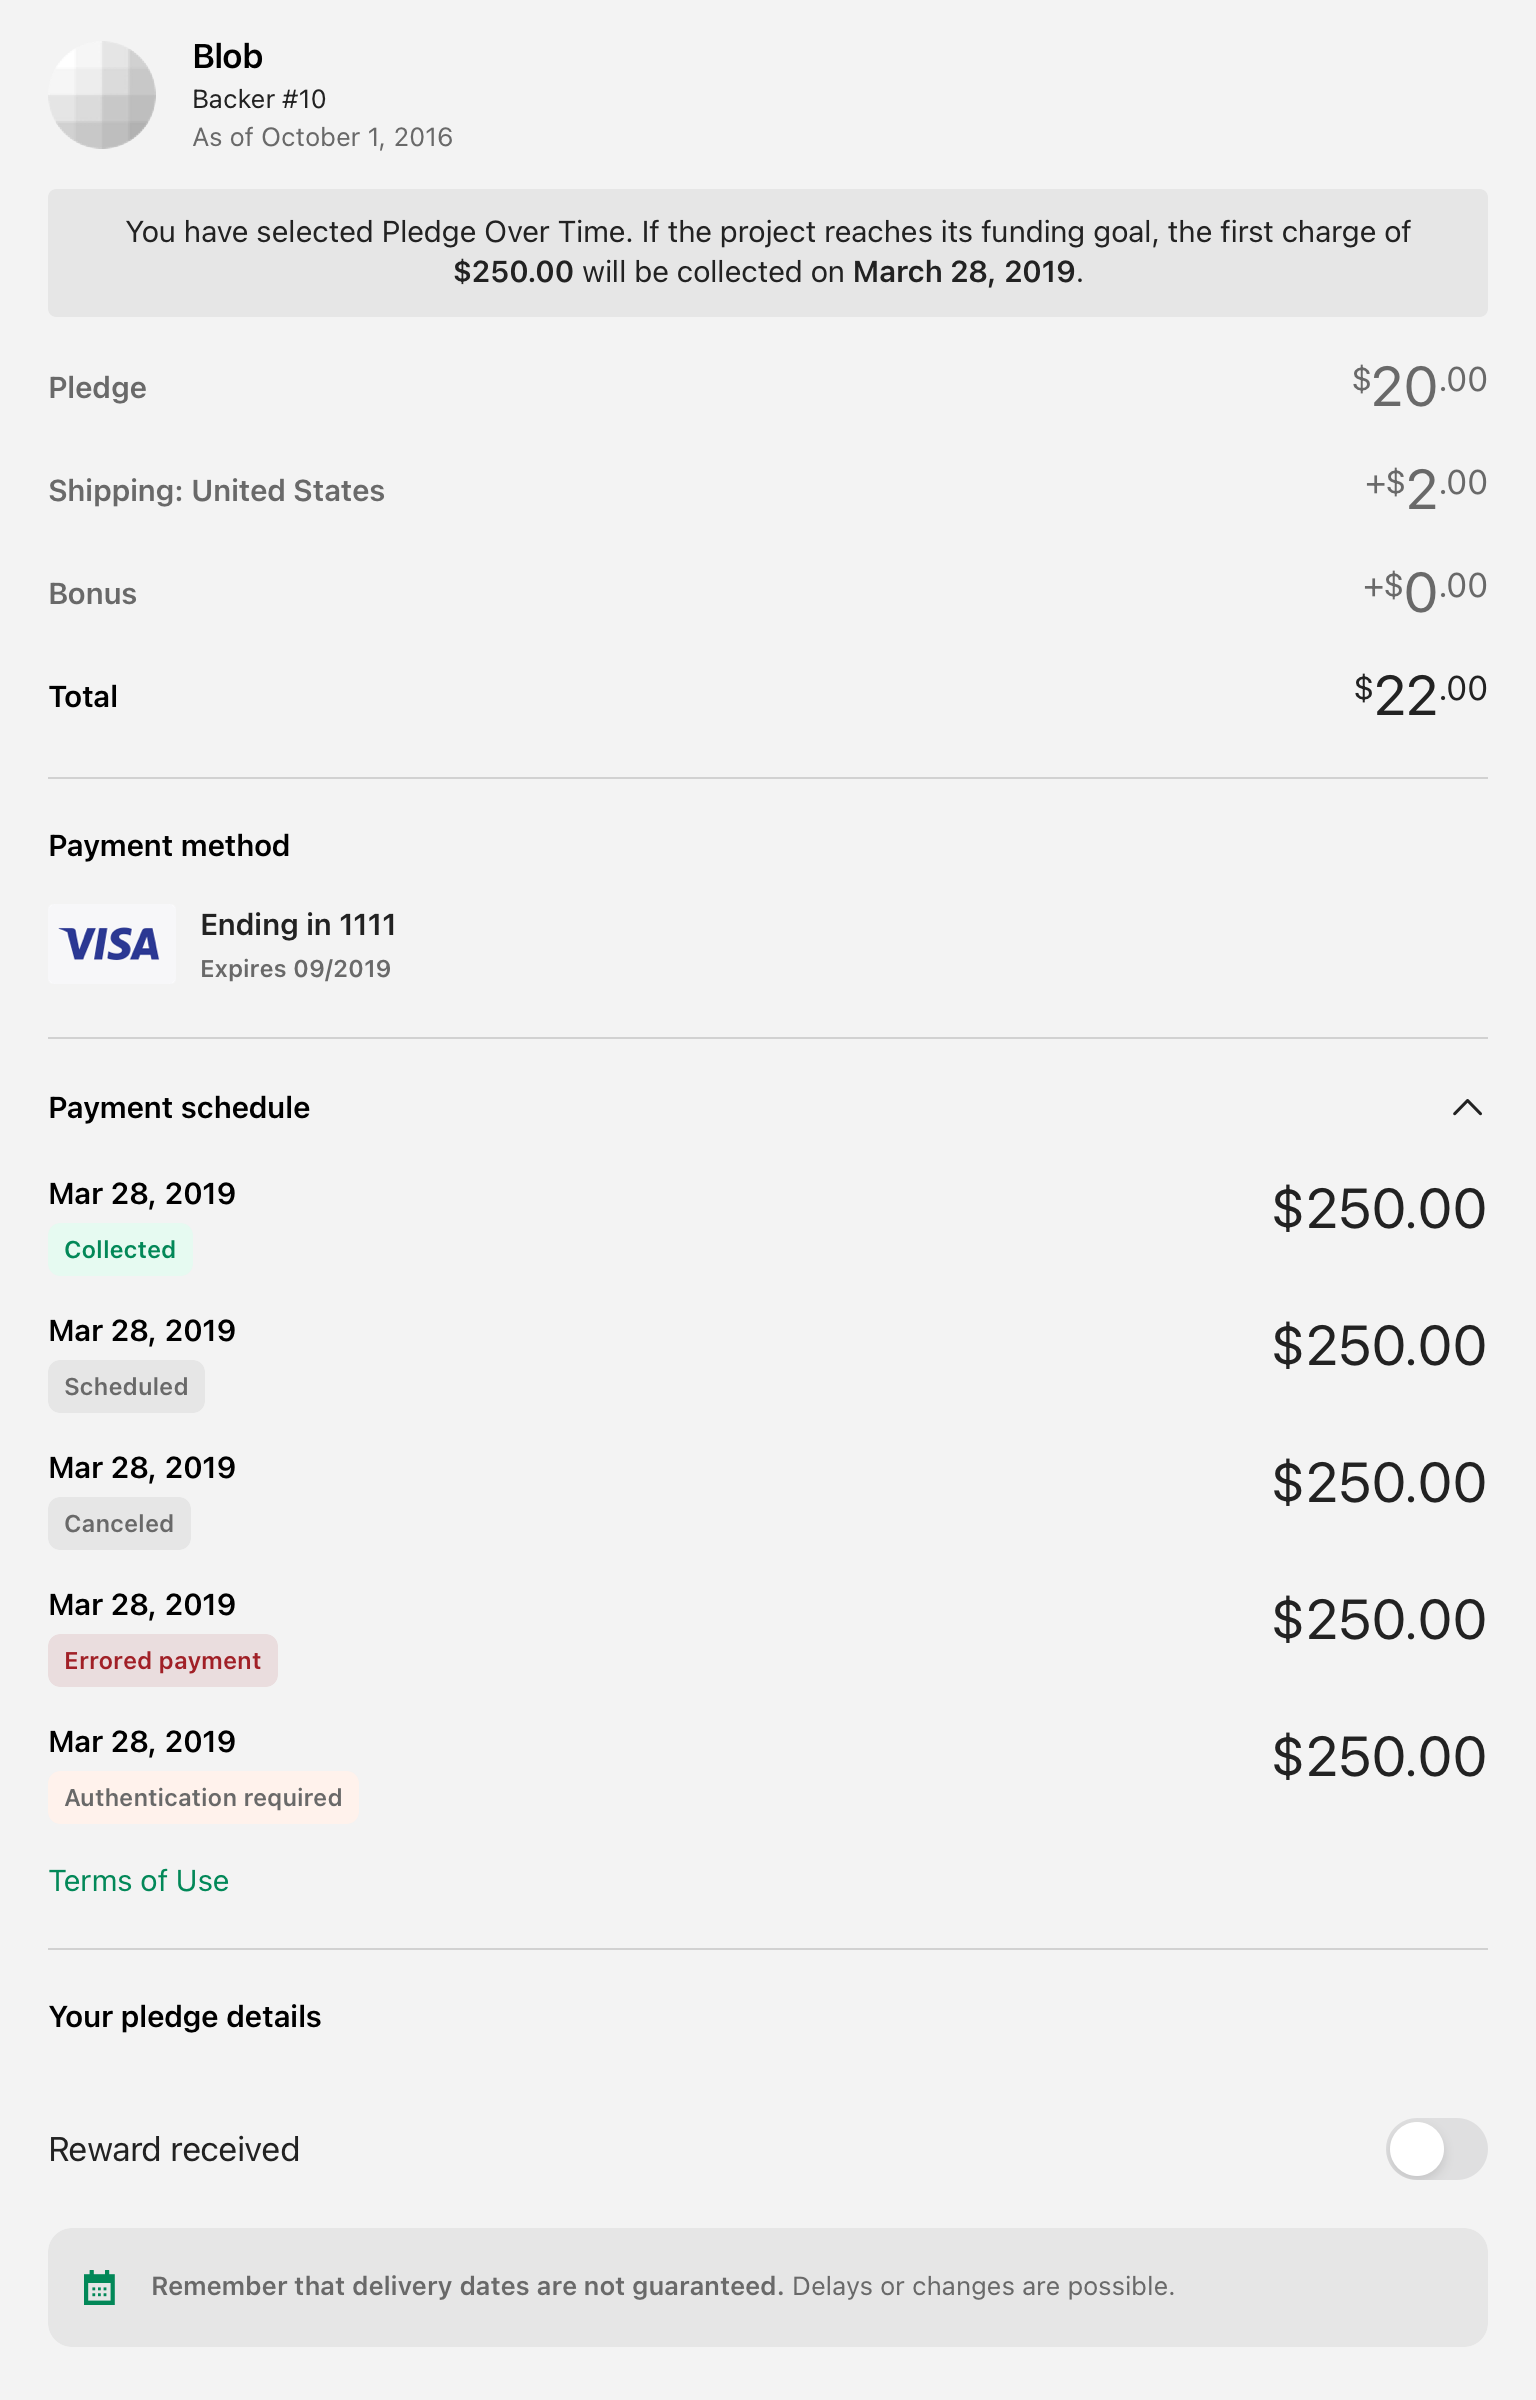 Blob
Backer #10
As of October 1, 2016
You have selected Pledge Over Time. If the project reaches its funding goal, the first charge of
$250.00 will be collected on March 28, 2019.
Pledge $20.00
Shipping: United States +$2.00
Bonus +$0.00
Total $22.00
Payment method
VISA
Ending in 1111
Expires 09/2019
Payment schedule
Mar 28, 2019 $250.00
Collected
Mar 28, 2019 $250.00
Scheduled
Mar 28, 2019 $250.00
Canceled
Mar 28, 2019 $250.00
Errored payment
Mar 28, 2019 $250.00
Authentication required
Terms of Use
Your pledge details
Reward received
Remember that delivery dates are not guaranteed. Delays or changes are possible.